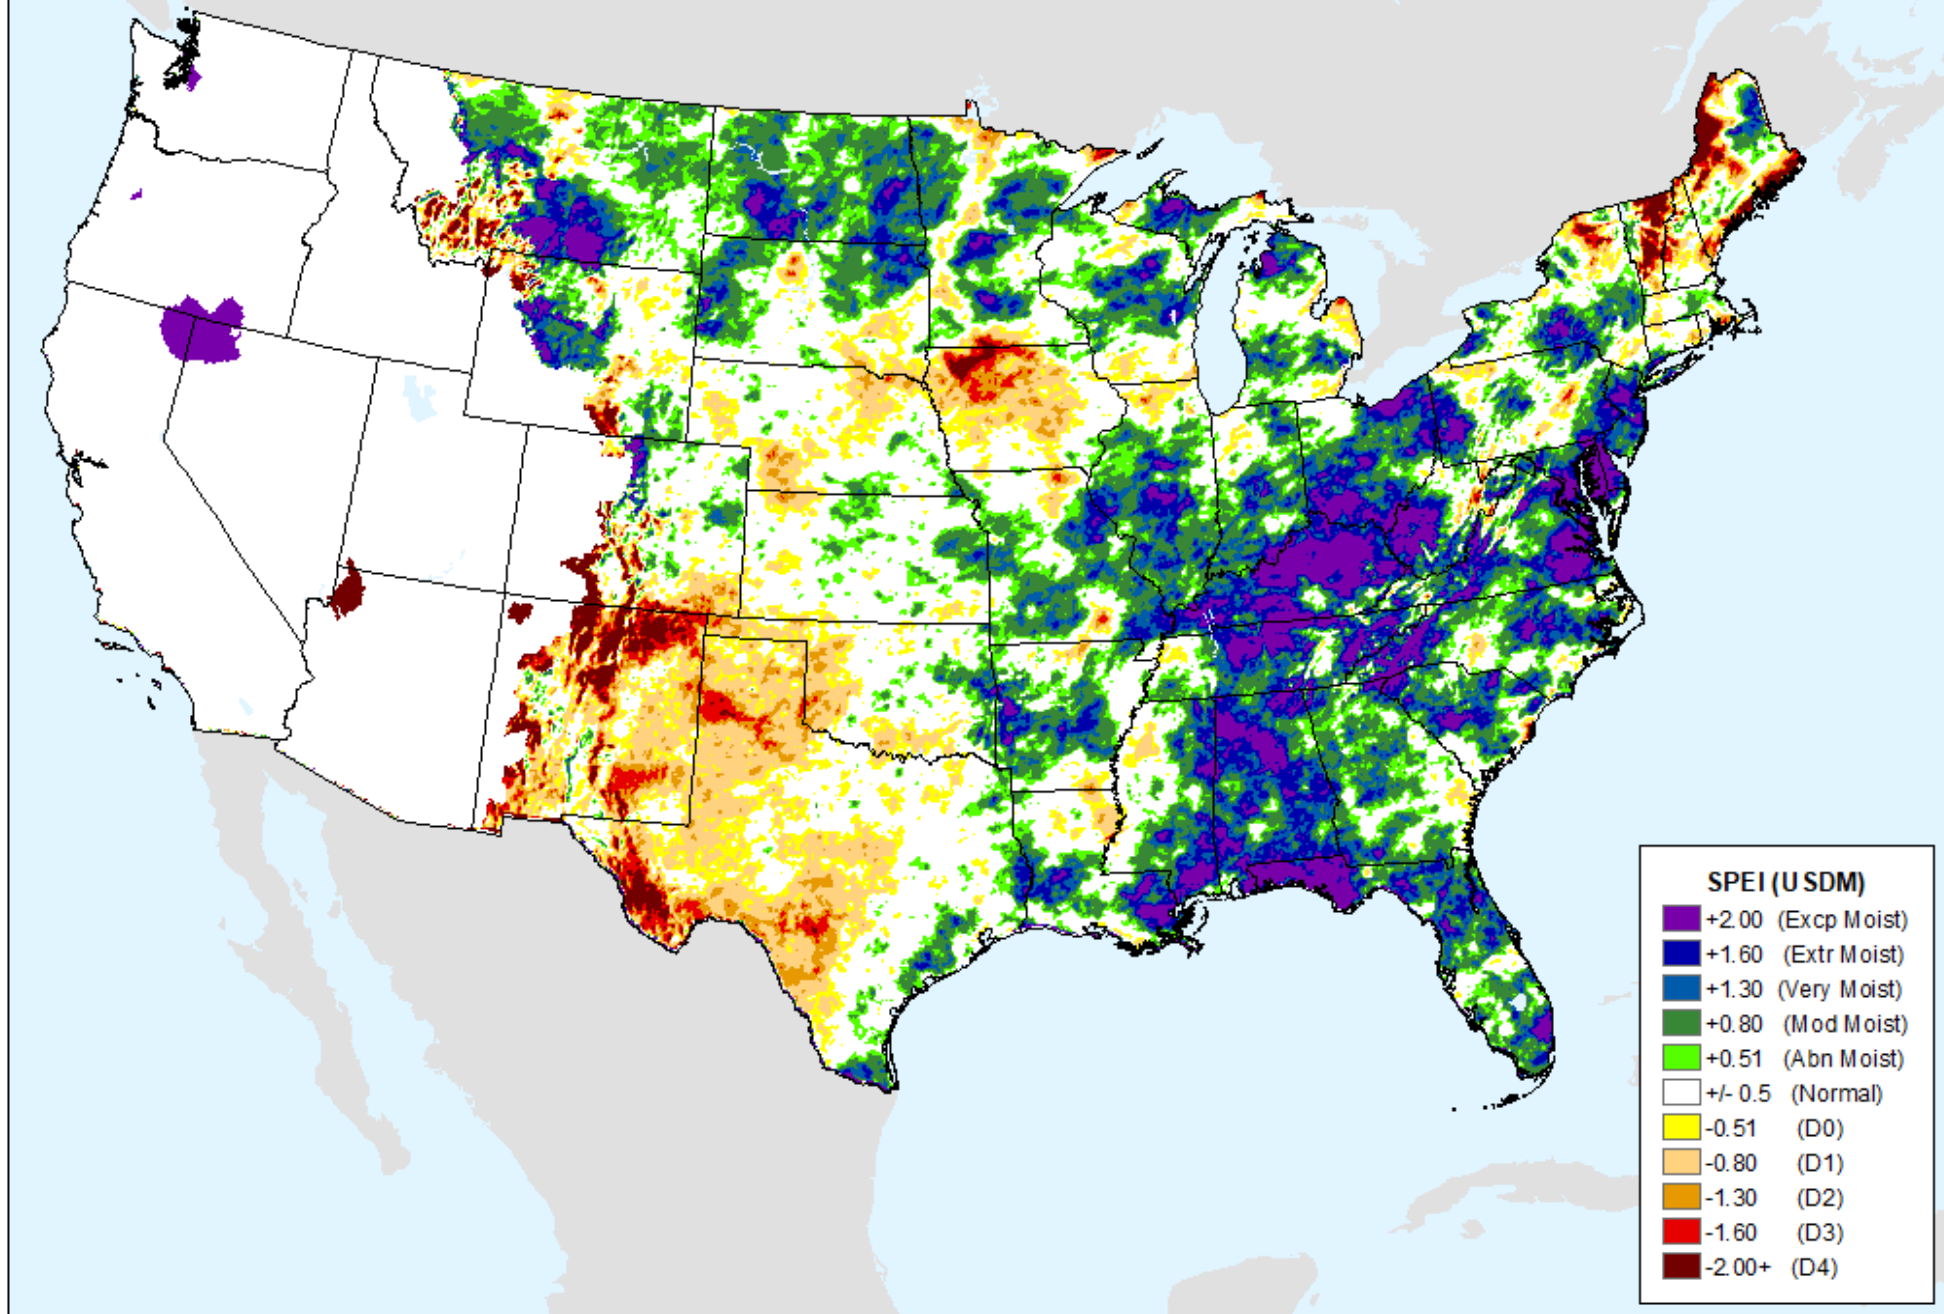 SPEI (USDM)
+2.00 (Excp Moist)
+1.60 (Extr Moist)
+1.30 (Very Moist)
+0.80 (Mod Moist)
+0.51 (Abn Moist)
+/- 0.5 (Normal)
-0.51 (D0)
-0.80 (D1)
-1.30 (D2)
-1.60 (D3)
-2.00+ (D4)